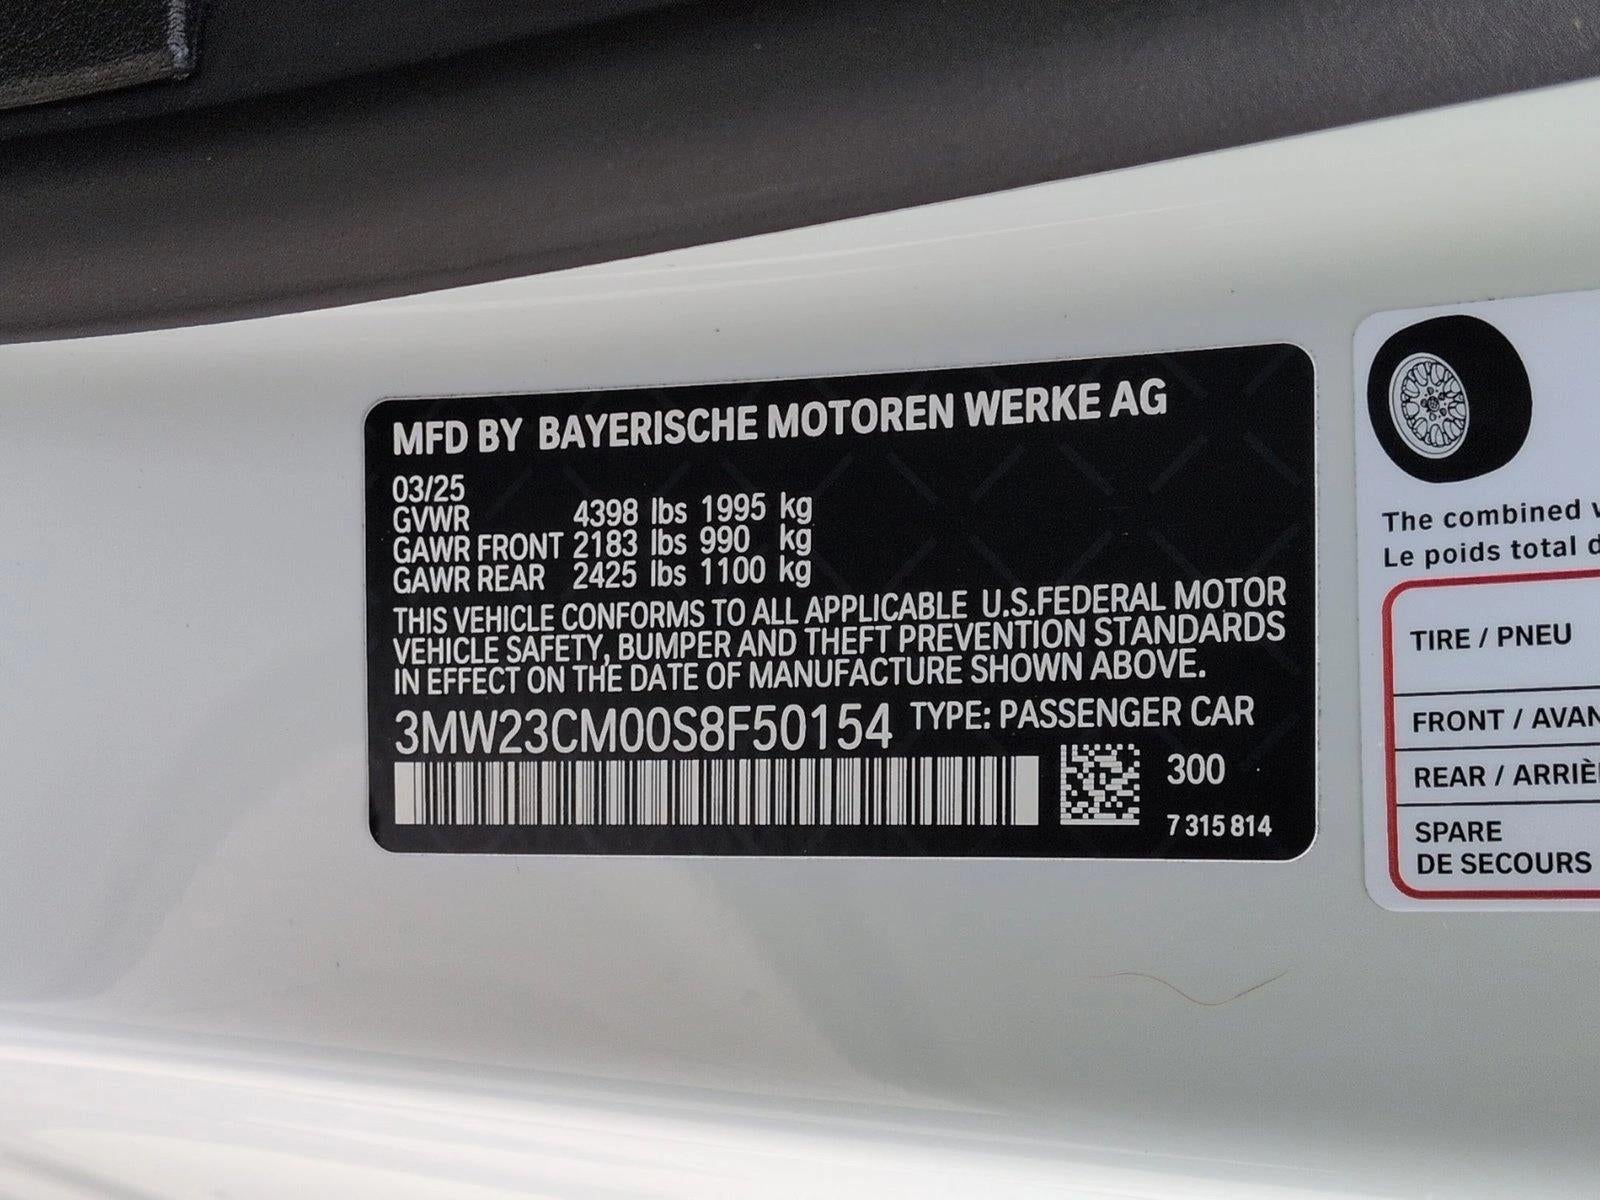 MFD BY BAYERISCHE MOTOREN WERKE AG
03/25
GVWR 4398 lbs 1995 kg
GAWR FRONT 2183 lbs 990 kg
GAWR REAR 2425 lbs 1100 kg
THIS VEHICLE CONFORMS TO ALL APPLICABLE U.S.FEDERAL MOTOR
VEHICLE SAFETY, BUMPER AND THEFT PREVENTION STANDARDS
IN EFFECT ON THE DATE OF MANUFACTURE SHOWN ABOVE.
3MW23CM00S8F50154 TYPE: PASSENGER CAR
300
7 315 814
The combined
Le poids total
TIRE / PNEU
FRONT / AVAN
REAR / ARRIÈ
SPARE
DE SECOURS